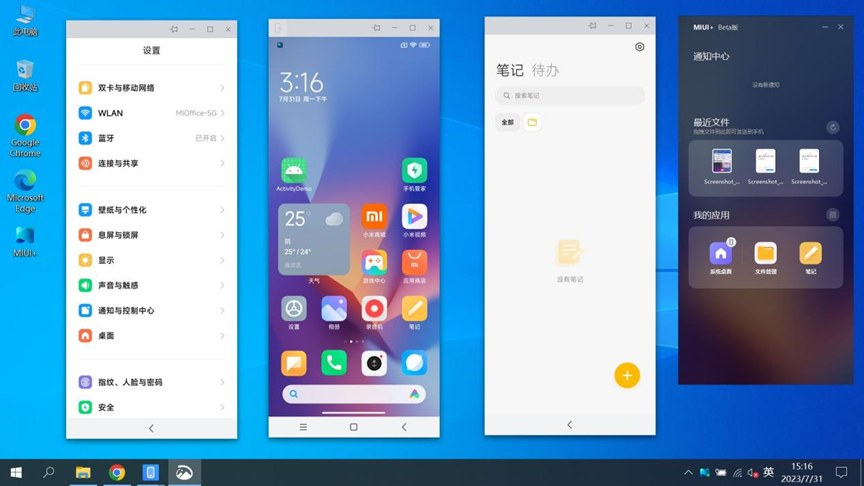 此电脑
回收站
Google
Chrome
Microsoft
Edge
MIUI+
设置
双卡与移动网络
WLAN
MIOffice-5G
蓝牙
已开启
连接与共享
壁纸与个性化
息屏与锁屏
显示
声音与触感
通知与控制中心
桌面
指纹、人脸与密码
安全
3:16
7月31日 周一下午
ActivityDemo
手机管家
25°
阴
25° / 24°
天气
小米商城
小米视频
游戏中心
应用商店
设置
相册
录音机
笔记
笔记 待办
搜索笔记
全部
没有笔记
MIUI+ Beta版
通知中心
没有新通知
最近文件
拖拽文件到此即可发送到手机
Screenshot_...
Screenshot_...
Screenshot_...
我的应用
系统桌面
文件管理
笔记
英
15:16
2023/7/31